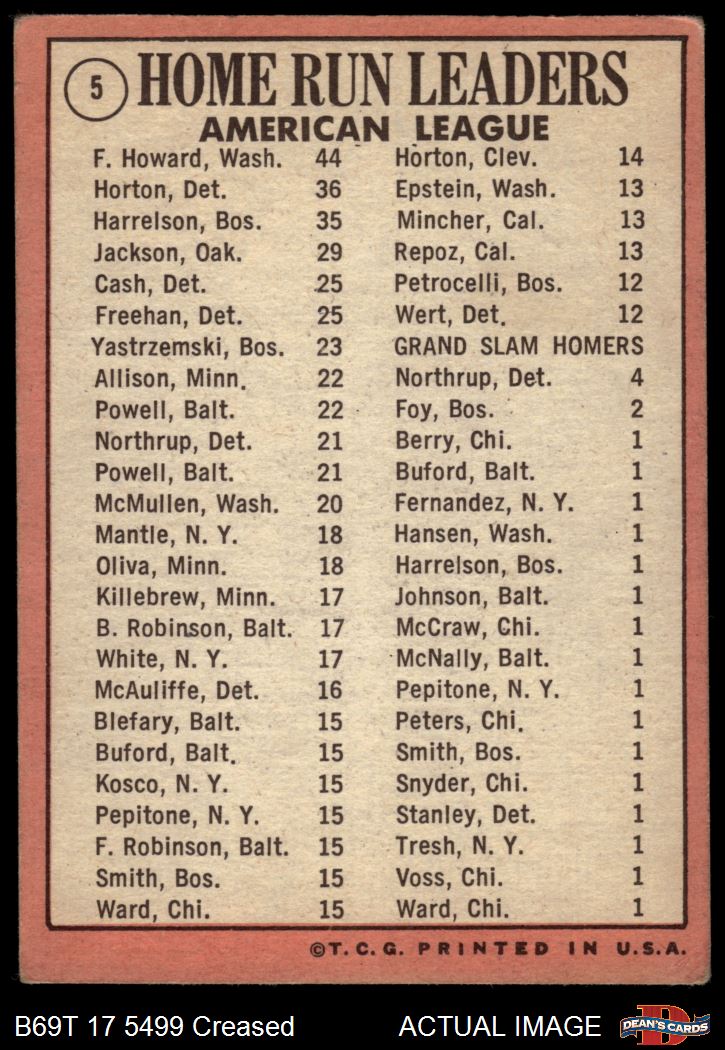 5 HOME RUN LEADERS
AMERICAN LEAGUE
F. Howard, Wash. 44
Horton, Det. 36
Harrelson, Bos. 35
Jackson, Oak. 29
Cash, Det. 25
Freehan, Det. 25
Yastrzemski, Bos. 23
Allison, Minn. 22
Powell, Balt. 22
Northrup, Det. 21
Powell, Balt. 21
McMullen, Wash. 20
Mantle, N. Y. 18
Oliva, Minn. 18
Killebrew, Minn. 17
B. Robinson, Balt. 17
White, N. Y. 17
McAuliffe, Det. 16
Blefary, Balt. 15
Buford, Balt. 15
Kosco, N. Y. 15
Pepitone, N. Y. 15
F. Robinson, Balt. 15
Smith, Bos. 15
Ward, Chi. 15
Horton, Clev. 14
Epstein, Wash. 13
Mincher, Cal. 13
Repoz, Cal. 13
Petrocelli, Bos. 12
Wert, Det. 12
GRAND SLAM HOMERS
Northrup, Det. 4
Foy, Bos. 2
Berry, Chi. 1
Buford, Balt. 1
Fernandez, N. Y. 1
Hansen, Wash. 1
Harrelson, Bos. 1
Johnson, Balt. 1
McCraw, Chi. 1
McNally, Balt. 1
Pepitone, N. Y. 1
Peters, Chi. 1
Smith, Bos. 1
Snyder, Chi. 1
Stanley, Det. 1
Tresh, N. Y. 1
Voss, Chi. 1
Ward, Chi. 1
©T. C. G. PRINTED IN U.S.A.
B69T 17 5499 Creased ACTUAL IMAGE
D
DEAN'S CARDS